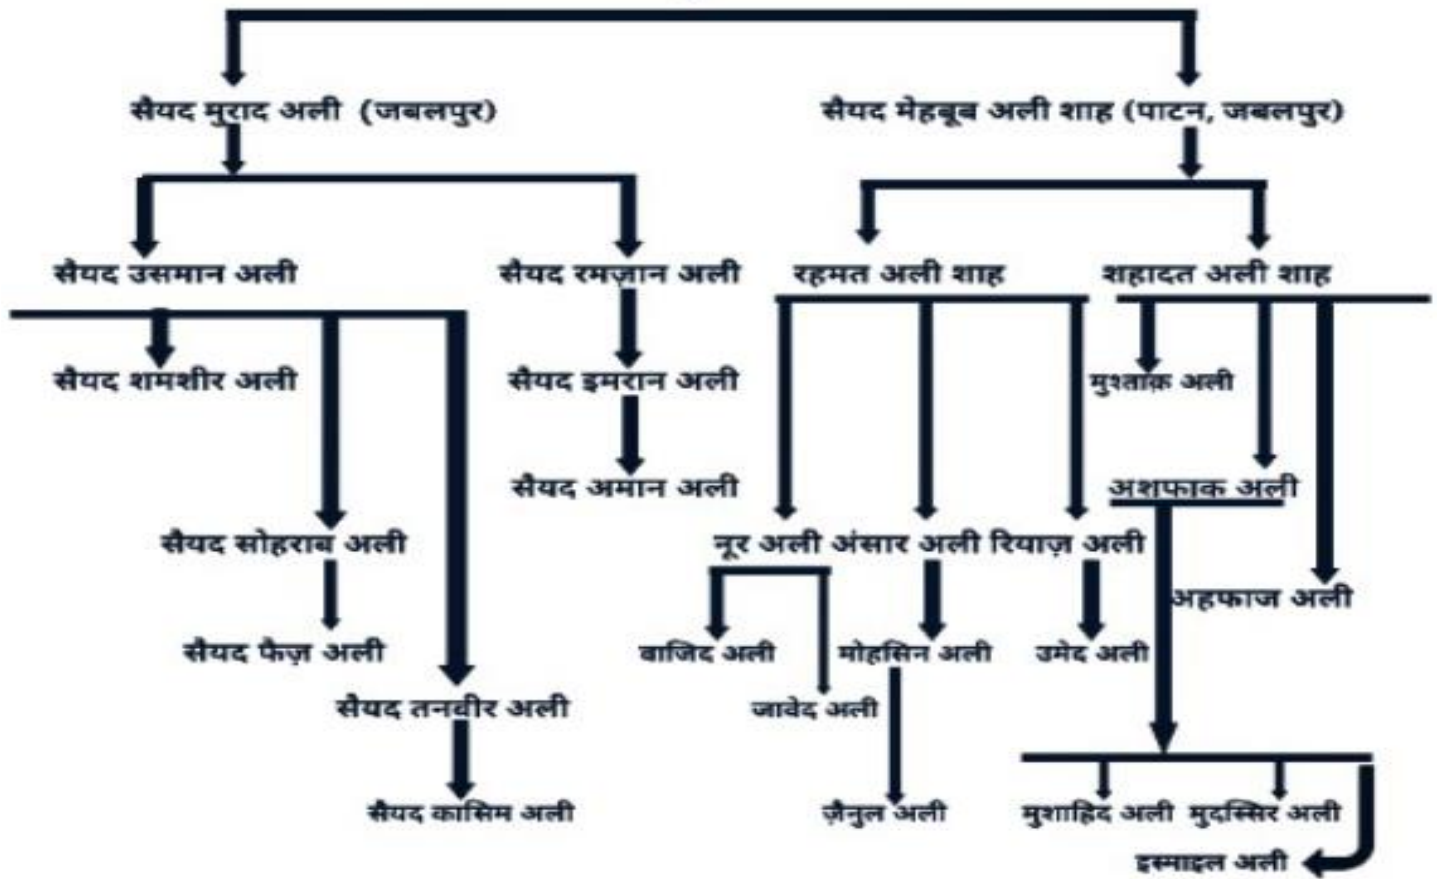 सैयद मुराद अली (जबलपुर) सैयद मेहबूब अली शाह (पाटन, जबलपुर)
सैयद उसमान अली सैयद रमज़ान अली रहमत अली शाह शहादत अली शाह
सैयद शमशीर अली सैयद इमरान अली मुश्ताक़ अली
सैयद अमान अली अशफाक अली
सैयद सोहराब अली नूर अली अंसार अली रियाज़ अली
अहफाज अली
सैयद फैज़ अली वाजिद अली मोहसिन अली उमेद अली
सैयद तनवीर अली जावेद अली
सैयद कासिम अली ज़ैनुल अली मुशाहिद अली मुदस्सिर अली
इस्माइल अली